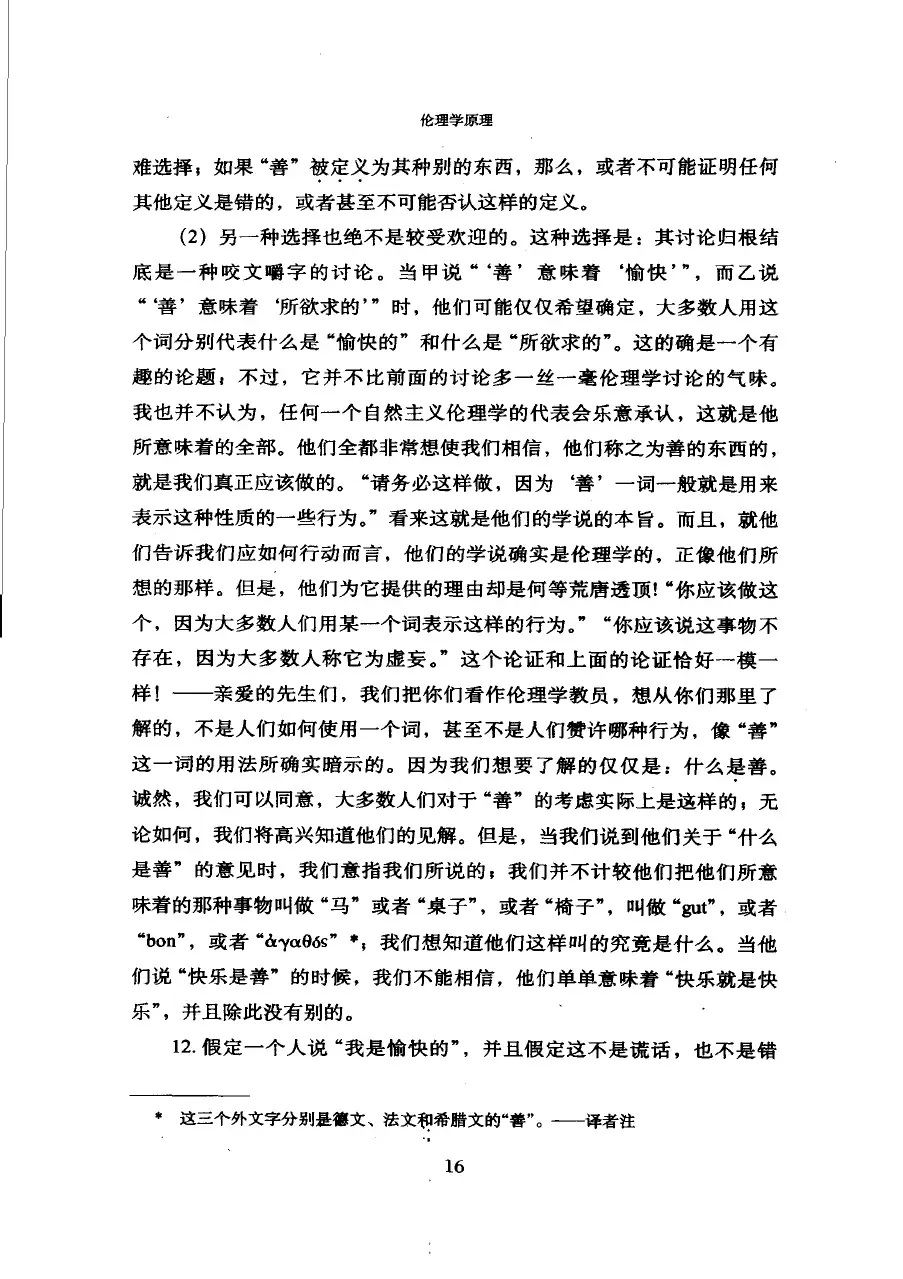 伦理学原理
难选择；如果“善”被定义为其种别的东西，那么，或者不可能证明任何
其他定义是错的，或者甚至不可能否认这样的定义。
（2）另一种选择也绝不是较受欢迎的。这种选择是：其讨论归根结
底是一种咬文嚼字的讨论。当甲说“‘善’意味着‘愉快’”，而乙说
“‘善’意味着‘所欲求的’”时，他们可能仅仅希望确定，大多数人用这
个词分别代表什么是“愉快的”和什么是“所欲求的”。这的确是一个有
趣的论题；不过，它并不比前面的讨论多一丝一毫伦理学讨论的气味。
我也并不认为，任何一个自然主义伦理学的代表会乐意承认，这就是他
所意味着的全部。他们全都非常想使我们相信，他们称之为善的东西的，
就是我们真正应该做的。“请务必这样做，因为‘善’一词一般就是用来
表示这种性质的一些行为。”看来这就是他们的学说的本旨。而且，就他
们告诉我们应如何行动而言，他们的学说确实是伦理学的，正像他们所
想的那样。但是，他们为它提供的理由却是何等荒唐透顶！“你应该做这
个，因为大多数人们用某一个词表示这样的行为。”“你应该说这事物不
存在，因为大多数人称它为虚妄。”这个论证和上面的论证恰好一模一
样！——亲爱的先生们，我们把你们看作伦理学教员，想从你们那里了
解的，不是人们如何使用一个词，甚至不是人们赞许哪种行为，像“善”
这一词的用法所确实暗示的。因为我们想要了解的仅仅是：什么是善。
诚然，我们可以同意，大多数人们对于“善”的考虑实际上是这样的；无
论如何，我们将高兴知道他们的见解。但是，当我们说到他们关于“什么
是善”的意见时，我们意指我们所说的；我们并不计较他们把他们所意
味着的那种事物叫做“马”或者“桌子”，或者“椅子”，叫做“gut”，或者
“bon”，或者“ἀγαθόs”*；我们想知道他们这样叫的究竟是什么。当他
们说“快乐是善”的时候，我们不能相信，他们单单意味着“快乐就是快
乐”，并且除此没有别的。
12. 假定一个人说“我是愉快的”，并且假定这不是谎话，也不是错
* 这三个外文字分别是德文、法文和希腊文的“善”。——译者注
16